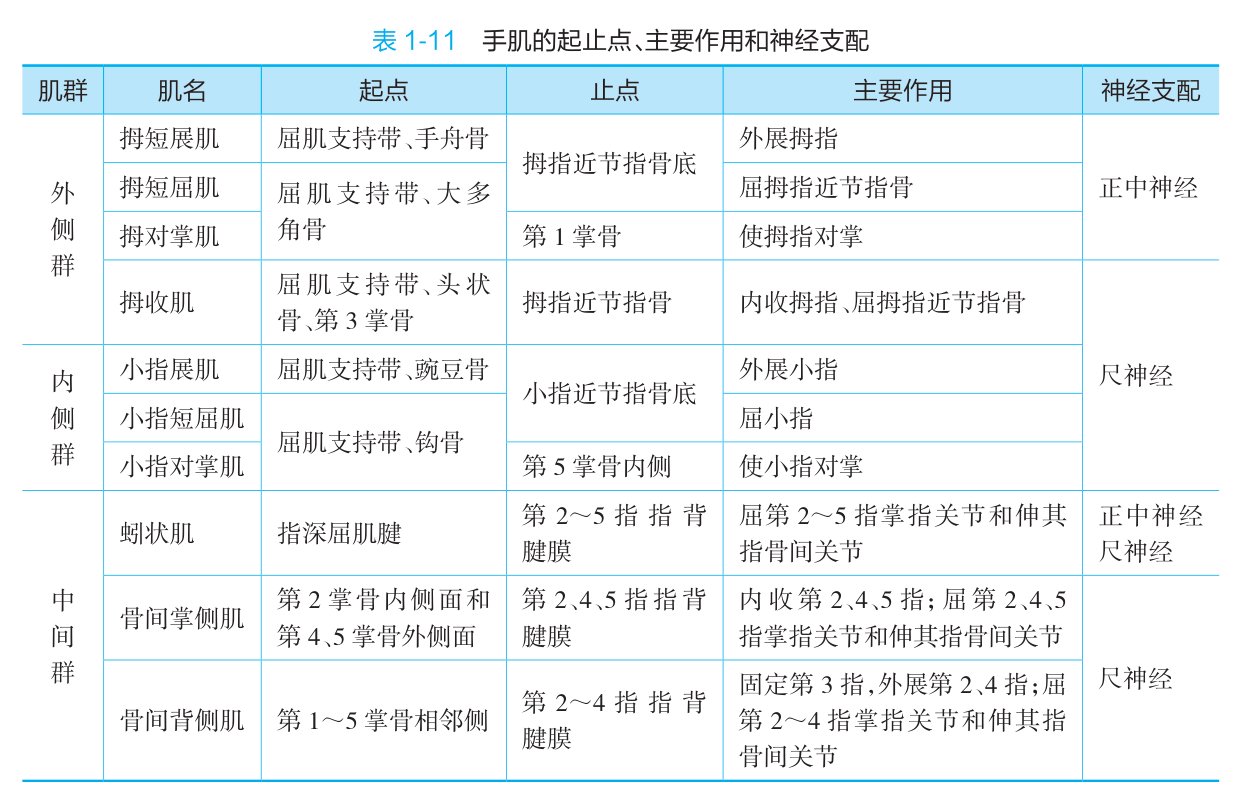 表 1-11 手肌的起止点、主要作用和神经支配
肌群 肌名 起点 止点 主要作用 神经支配
外侧群
拇短展肌 屈肌支持带、手舟骨 拇指近节指骨底 外展拇指 正中神经
拇短屈肌 屈肌支持带、大多角骨 屈拇指近节指骨
拇对掌肌 第 1 掌骨 使拇指对掌
拇收肌 屈肌支持带、头状骨、第 3 掌骨 拇指近节指骨 内收拇指、屈拇指近节指骨 尺神经
内侧群
小指展肌 屈肌支持带、豌豆骨 小指近节指骨底 外展小指
小指短屈肌 屈肌支持带、钩骨 屈小指
小指对掌肌 第 5 掌骨内侧 使小指对掌
中间群
蚓状肌 指深屈肌腱 第 2～5 指指背腱膜 屈第 2～5 指掌指关节和伸其指骨间关节 正中神经 尺神经
骨间掌侧肌 第 2 掌骨内侧面和第 4、5 掌骨外侧面 第 2、4、5 指指背腱膜 内收第 2、4、5 指；屈第 2、4、5 指掌指关节和伸其指骨间关节 尺神经
骨间背侧肌 第 1～5 掌骨相邻侧 第 2～4 指指背腱膜 固定第 3 指，外展第 2、4 指；屈第 2～4 指掌指关节和伸其指骨间关节